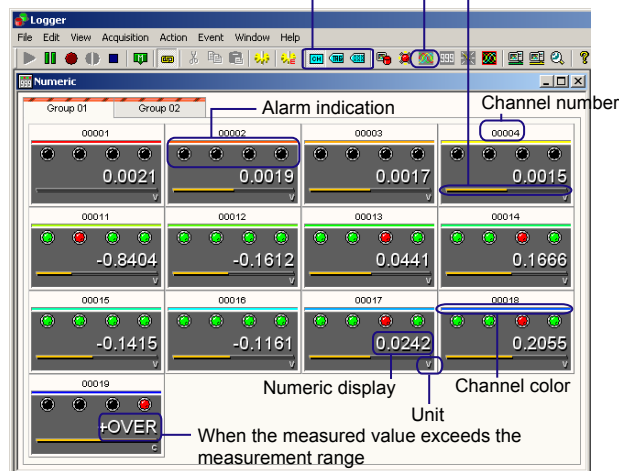 Logger
File Edit View Acquisition Action Event Window Help
CH
Numeric
Group 01 Group 02
Alarm indication
Channel number
00001 00002 00003 00004
0.0021 0.0019 0.0017 0.0015
V V V V
00011 00012 00013 00014
-0.8404 -0.1612 0.0441 0.1666
V V V V
00015 00016 00017 00018
-0.1415 -0.1161 0.0242 0.2055
V V V V
Numeric display
Channel color
Unit
00019
+OVER
C
When the measured value exceeds the
measurement range